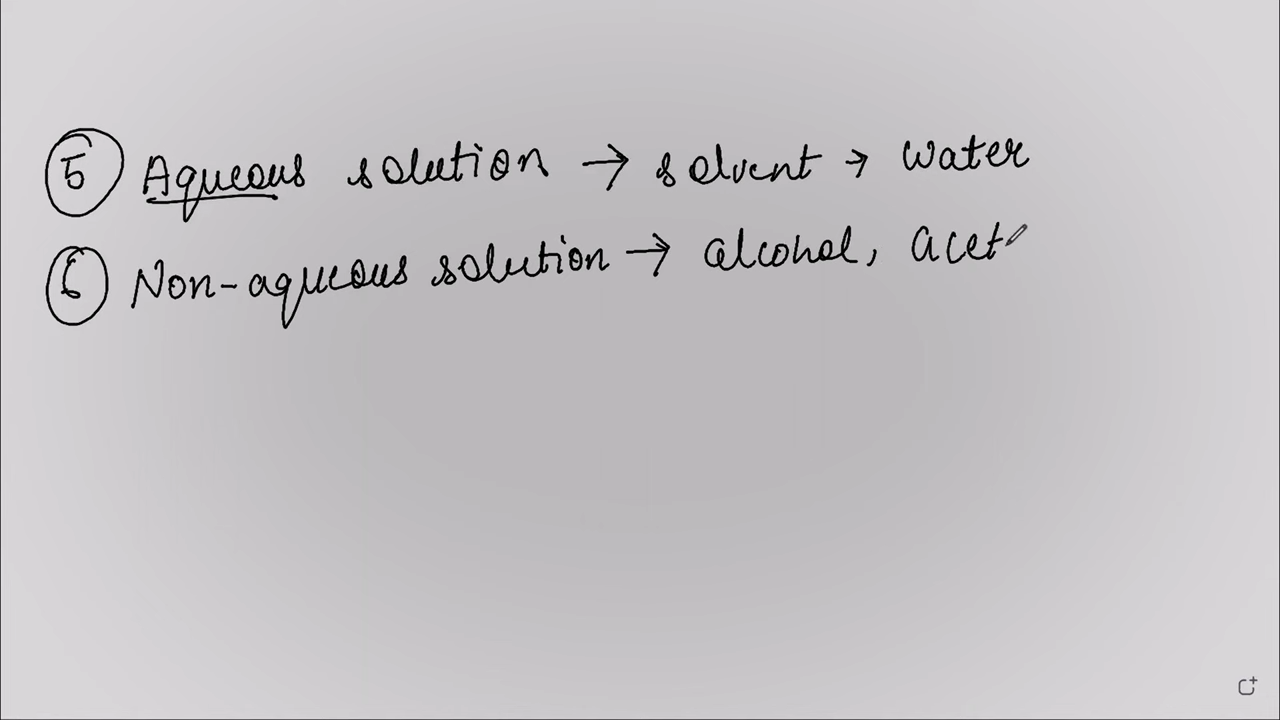 5 Aqueous solution → solvent → water
6 Non-aqueous solution → alcohol, acet